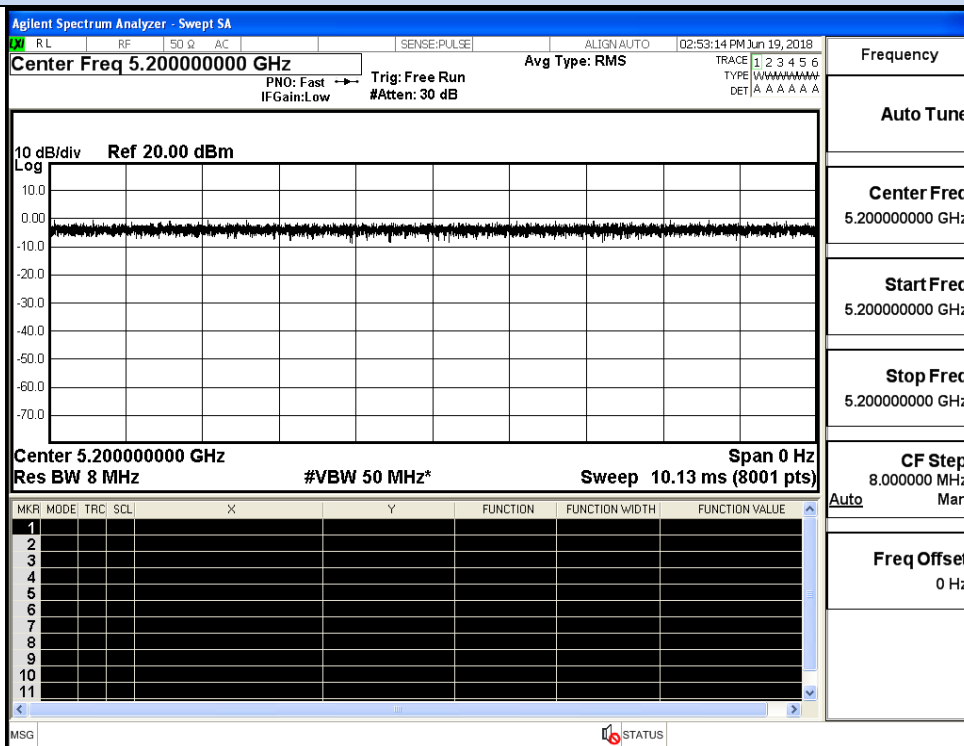 Agilent Spectrum Analyzer - Swept SA
LXI RL RF 50 Ω AC SENSE:PULSE ALIGN AUTO 02:53:14 PM Jun 19, 2018
Center Freq 5.200000000 GHz Avg Type: RMS TRACE 1 2 3 4 5 6
PNO: Fast Trig: Free Run TYPE WWWWWW
IFGain:Low #Atten: 30 dB DET A A A A A A
10 dB/div Ref 20.00 dBm
Log
10.0
0.00
-10.0
-20.0
-30.0
-40.0
-50.0
-60.0
-70.0
Center 5.200000000 GHz Span 0 Hz
Res BW 8 MHz #VBW 50 MHz* Sweep 10.13 ms (8001 pts)
MKR MODE TRC SCL X Y FUNCTION FUNCTION WIDTH FUNCTION VALUE
1
2
3
4
5
6
7
8
9
10
11
MSG STATUS
Frequency
Auto Tune
Center Freq
5.200000000 GHz
Start Freq
5.200000000 GHz
Stop Freq
5.200000000 GHz
CF Step
8.000000 MHz
Auto Man
Freq Offset
0 Hz